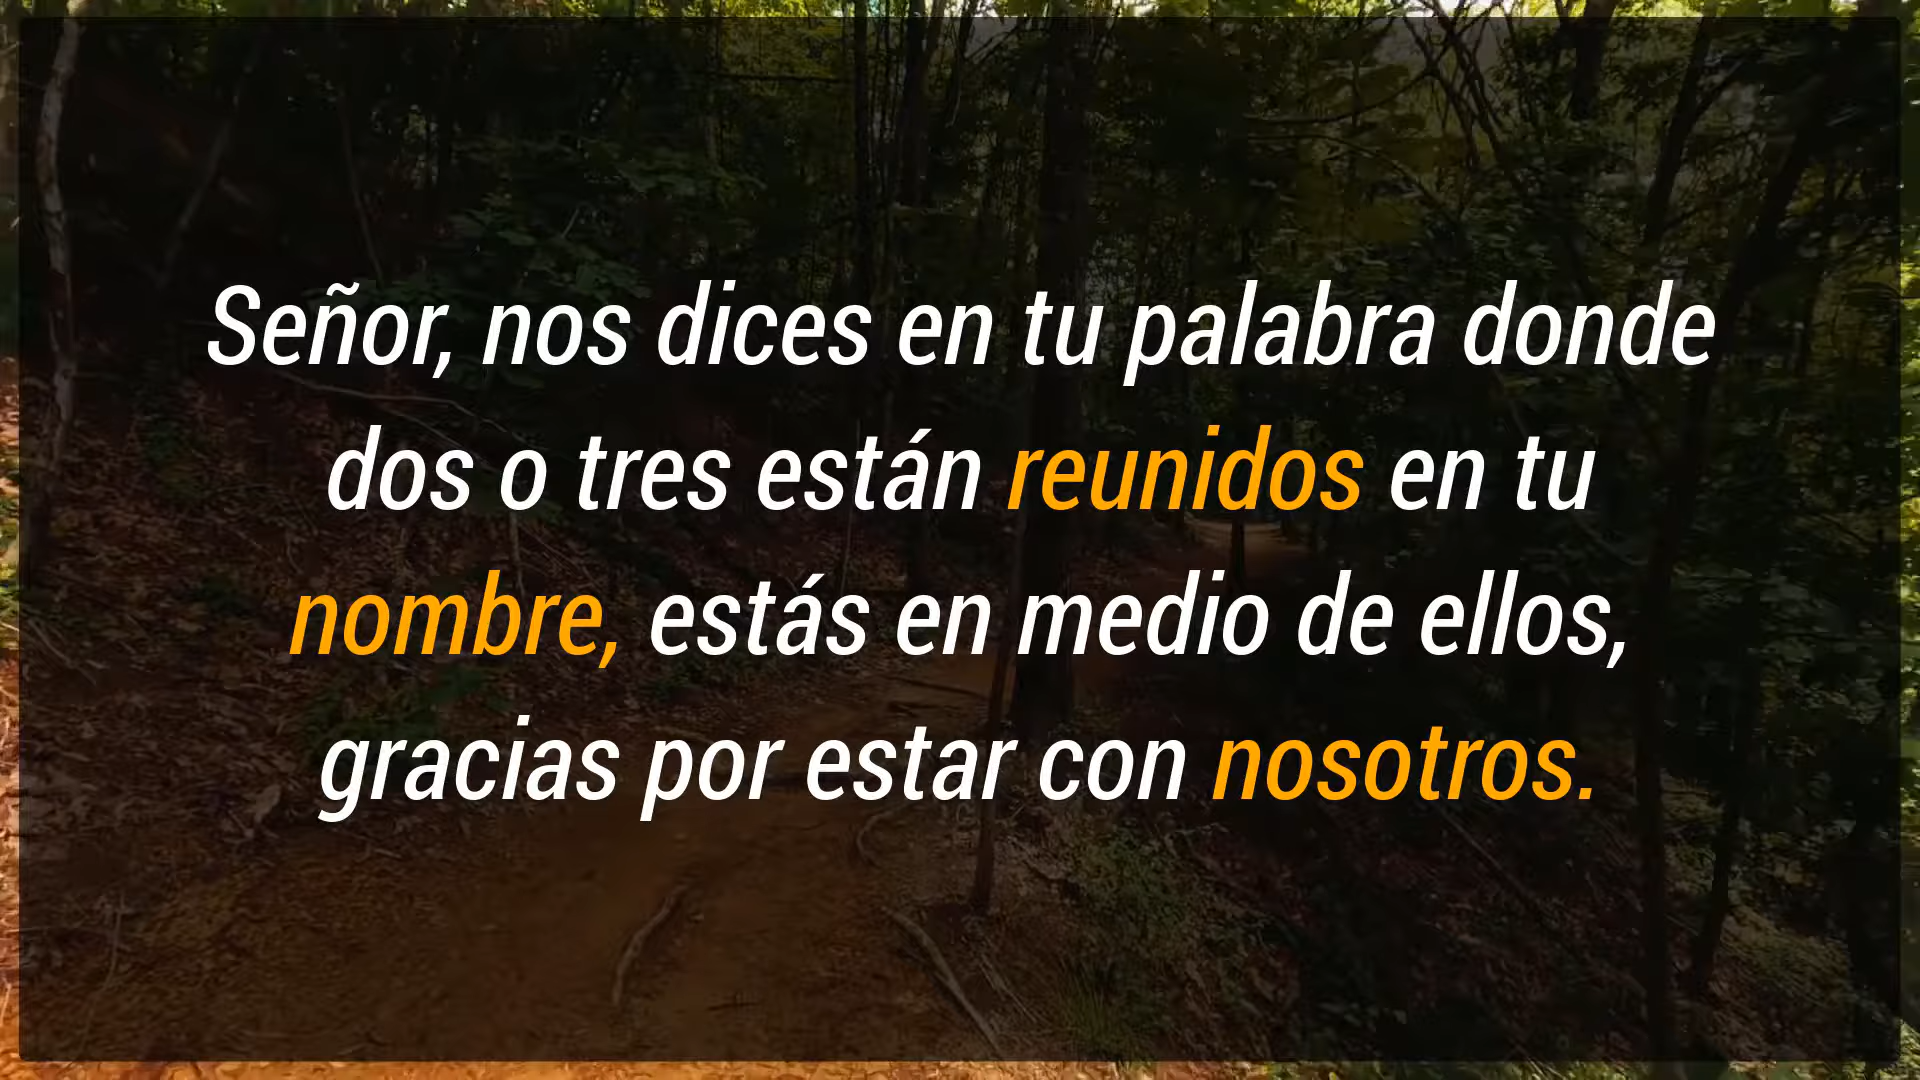 Señor, nos dices en tu palabra donde
dos o tres están reunidos en tu
nombre, estás en medio de ellos,
gracias por estar con nosotros.